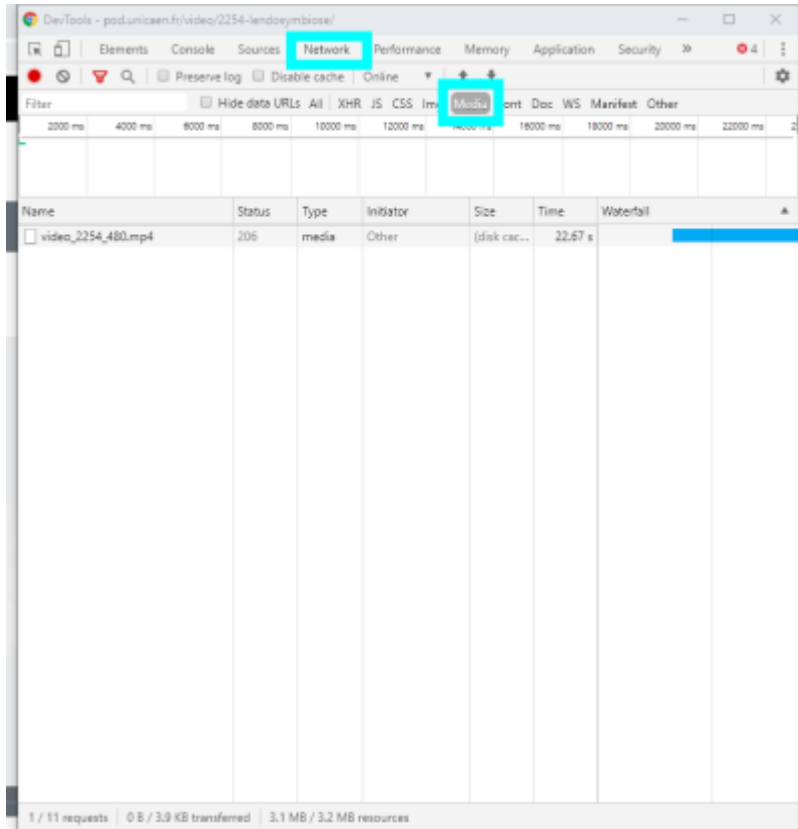 DevTools - pod.unicaen.fr/video/2254-lendosymbiose/
Elements Console Sources Network Performance Memory Application Security » 4
Preserve log Disable cache Online
Filter Hide data URLs All XHR JS CSS Media Doc WS Manifest Other
2000 ms 4000 ms 6000 ms 8000 ms 10000 ms 12000 ms 14000 ms 16000 ms 18000 ms 20000 ms 22000 ms
Name Status Type Initiator Size Time Waterfall
video_2254_480.mp4 206 media Other (disk cac... 22.67 s
1 / 11 requests 0 B / 3.9 KB transferred 3.1 MB / 3.2 MB resources